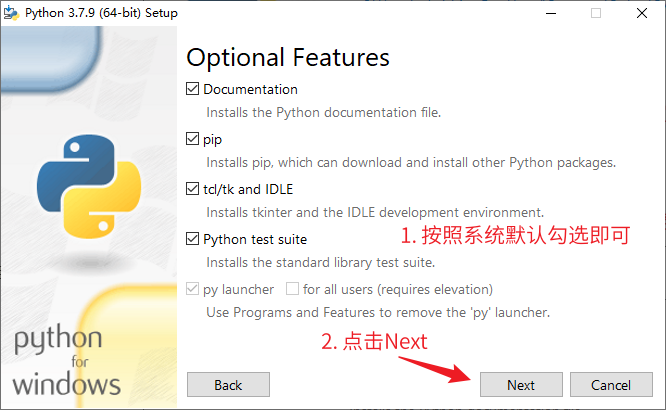 Python 3.7.9 (64-bit) Setup
Optional Features
Documentation
Installs the Python documentation file.
pip
Installs pip, which can download and install other Python packages.
tcl/tk and IDLE
Installs tkinter and the IDLE development environment.
Python test suite
1. 按照系统默认勾选即可
Installs the standard library test suite.
py launcher for all users (requires elevation)
Use Programs and Features to remove the 'py' launcher.
2. 点击Next
python
for
windows
Back Next Cancel